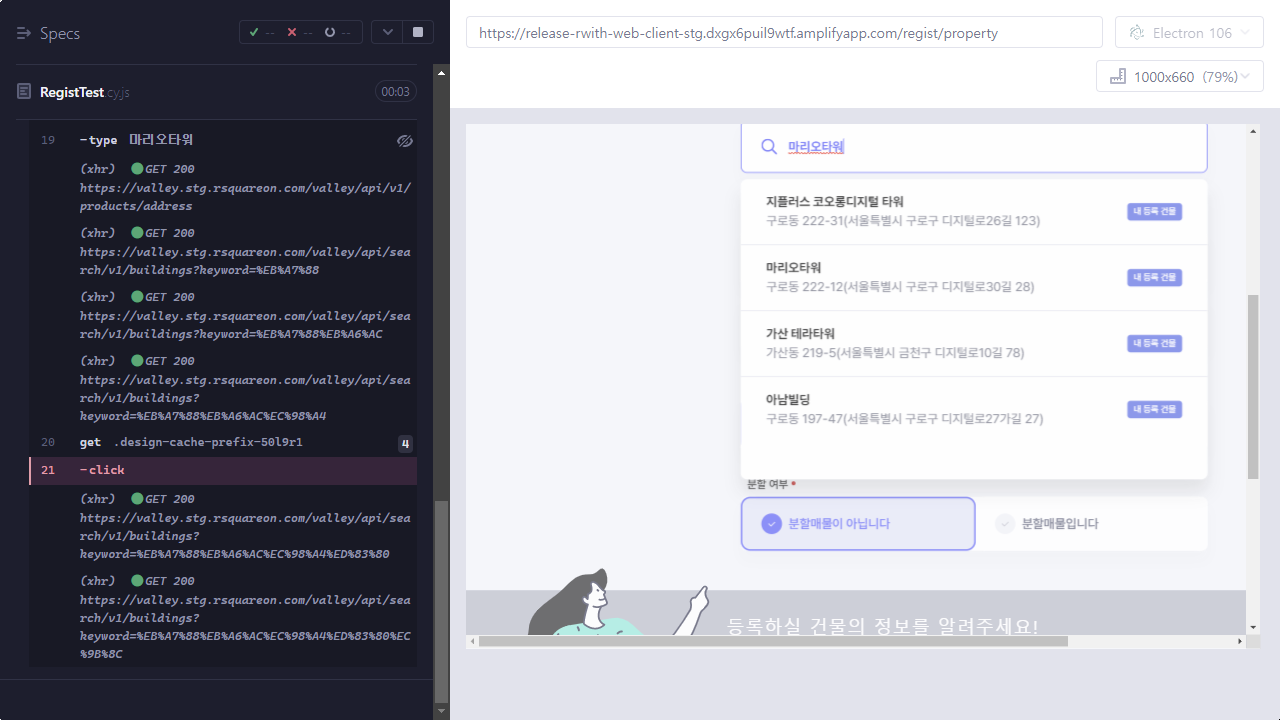 Specs
-- -- --
RegistTest.cy.js
00:03
19 -type 마리오타워
(xhr) GET 200
https://valley.stg.rsquareon.com/valley/api/v1/
products/address
(xhr) GET 200
https://valley.stg.rsquareon.com/valley/api/sea
rch/v1/buildings?keyword=%EB%A7%88
(xhr) GET 200
https://valley.stg.rsquareon.com/valley/api/sea
rch/v1/buildings?keyword=%EB%A7%88%EB%A6%AC
(xhr) GET 200
https://valley.stg.rsquareon.com/valley/api/sea
rch/v1/buildings?
keyword=%EB%A7%88%EB%A6%AC%EC%98%A4
20 get .design-cache-prefix-50l9r1 4
21 -click
(xhr) GET 200
https://valley.stg.rsquareon.com/valley/api/sea
rch/v1/buildings?
keyword=%EB%A7%88%EB%A6%AC%EC%98%A4%ED%83%80
(xhr) GET 200
https://valley.stg.rsquareon.com/valley/api/sea
rch/v1/buildings?
keyword=%EB%A7%88%EB%A6%AC%EC%98%A4%ED%83%80%EC
%9B%8C
https://release-rwith-web-client-stg.dxgx6puil9wtf.amplifyapp.com/regist/property
Electron 106
1000x660 (79%)
마리오타워
지플러스 코오롱디지털 타워
구로동 222-31(서울특별시 구로구 디지털로26길 123)
내 등록 건물
마리오타워
구로동 222-12(서울특별시 구로구 디지털로30길 28)
내 등록 건물
가산 테라타워
가산동 219-5(서울특별시 금천구 디지털로10길 78)
내 등록 건물
아남빌딩
구로동 197-47(서울특별시 구로구 디지털로27가길 27)
내 등록 건물
분할 여부 *
분할매물이 아닙니다
분할매물입니다
등록하실 건물의 정보를 알려주세요!